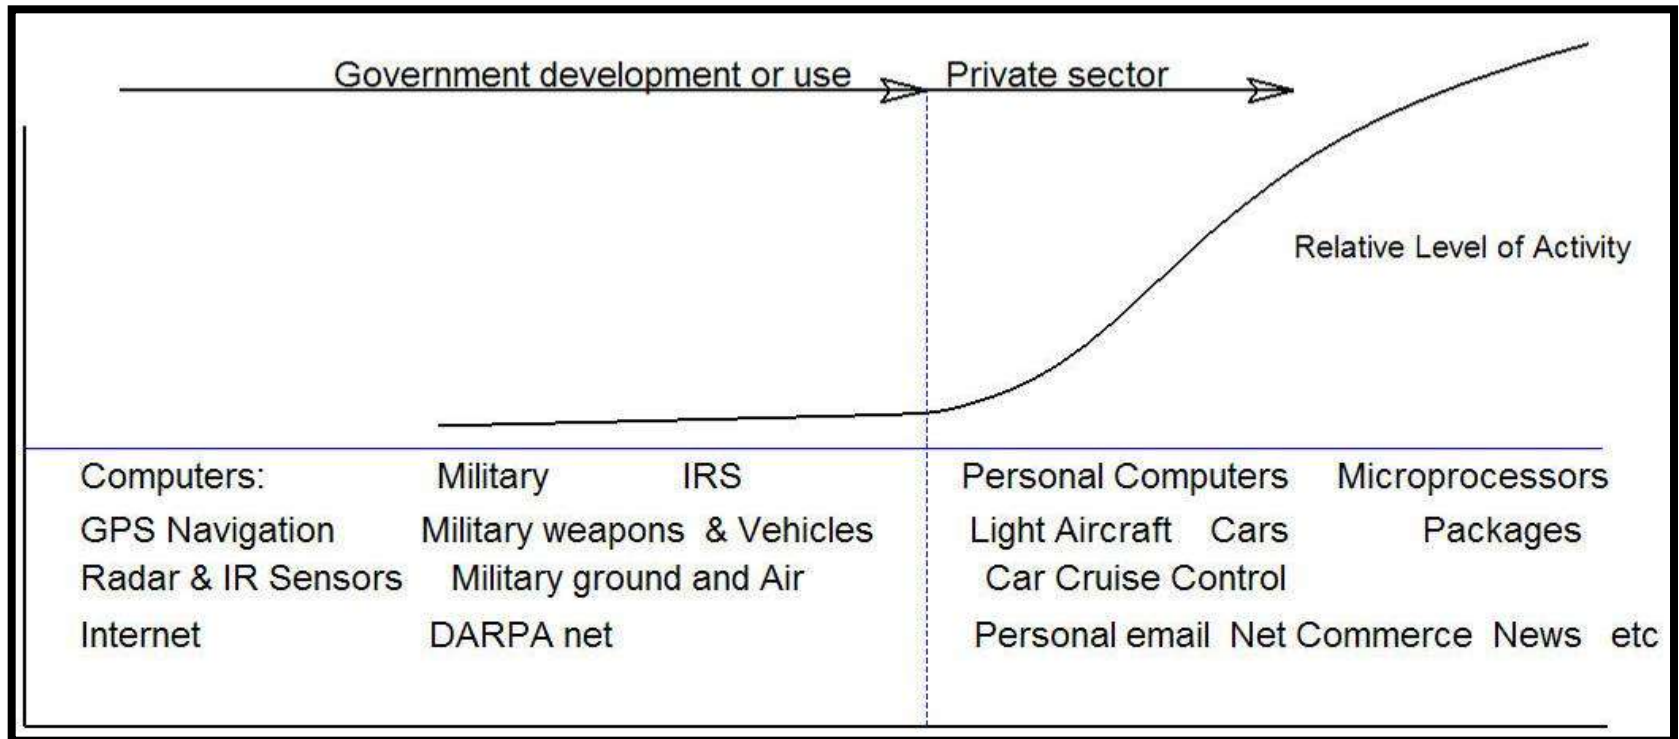 Government development or use Private sector
Relative Level of Activity
Computers: Military IRS Personal Computers Microprocessors
GPS Navigation Military weapons & Vehicles Light Aircraft Cars Packages
Radar & IR Sensors Military ground and Air Car Cruise Control
Internet DARPA net Personal email Net Commerce News etc